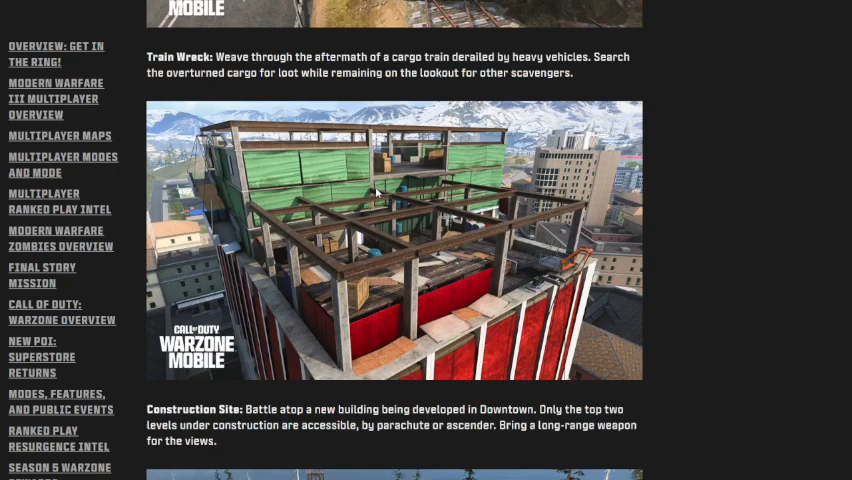 MOBILE
OVERVIEW: GET IN
THE RING!
MODERN WARFARE
III MULTIPLAYER
OVERVIEW
MULTIPLAYER MAPS
MULTIPLAYER MODES
AND MODE
MULTIPLAYER
RANKED PLAY INTEL
MODERN WARFARE
ZOMBIES OVERVIEW
FINAL STORY
MISSION
CALL OF DUTY:
WARZONE OVERVIEW
NEW POI:
SUPERSTORE
RETURNS
MODES, FEATURES,
AND PUBLIC EVENTS
RANKED PLAY
RESURGENCE INTEL
SEASON 5 WARZONE
Train Wreck: Weave through the aftermath of a cargo train derailed by heavy vehicles. Search
the overturned cargo for loot while remaining on the lookout for other scavengers.
CALL OF DUTY
WARZONE
MOBILE
Construction Site: Battle atop a new building being developed in Downtown. Only the top two
levels under construction are accessible, by parachute or ascender. Bring a long-range weapon
for the views.